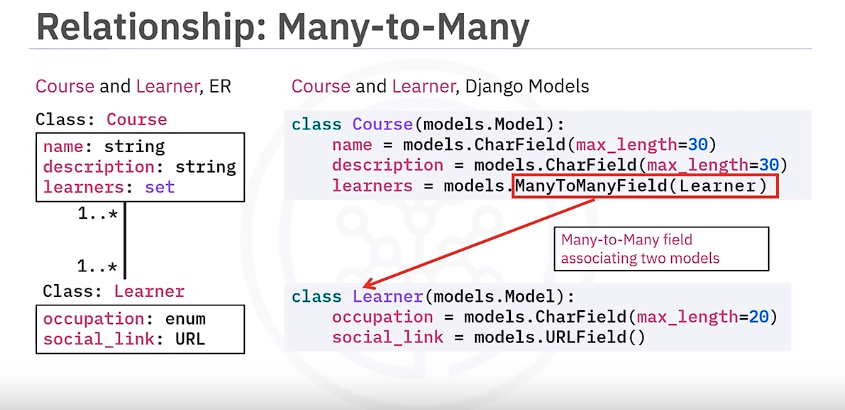 Relationship: Many-to-Many
Course and Learner, ER
Class: Course
name: string
description: string
learners: set
1..*
1..*
Class: Learner
occupation: enum
social_link: URL
Course and Learner, Django Models
class Course(models.Model):
name = models.CharField(max_length=30)
description = models.CharField(max_length=30)
learners = models.ManyToManyField(Learner)
Many-to-Many field
associating two models
class Learner(models.Model):
occupation = models.CharField(max_length=20)
social_link = models.URLField()